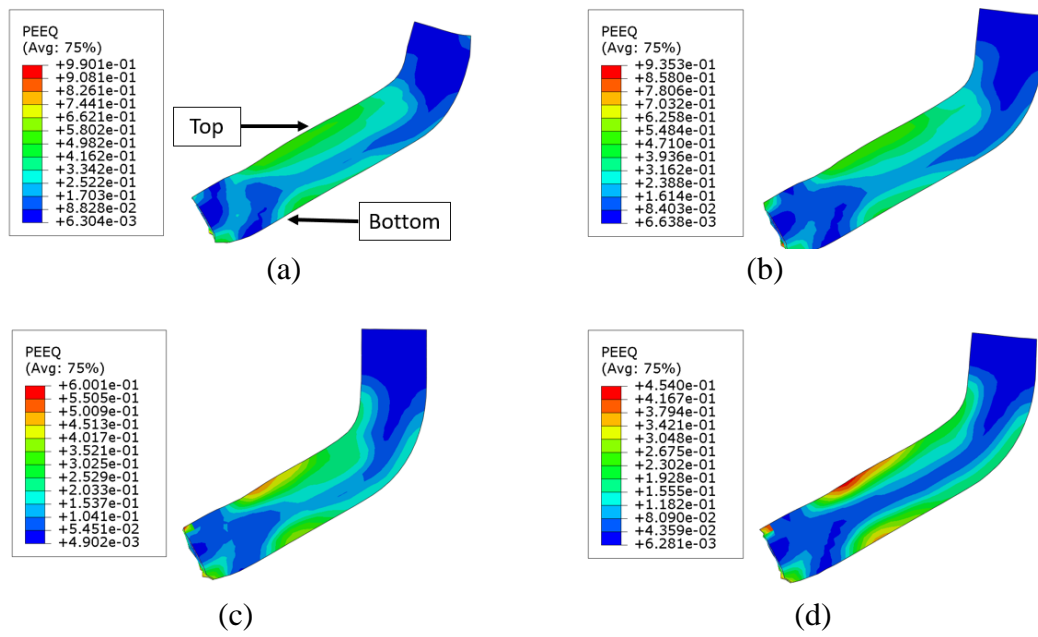 PEEQ
(Avg: 75%)
+9.901e-01
+9.081e-01
+8.261e-01
+7.441e-01
+6.621e-01
+5.802e-01
+4.982e-01
+4.162e-01
+3.342e-01
+2.522e-01
+1.703e-01
+8.828e-02
+6.304e-03
Top
Bottom
(a)
PEEQ
(Avg: 75%)
+9.353e-01
+8.580e-01
+7.806e-01
+7.032e-01
+6.258e-01
+5.484e-01
+4.710e-01
+3.936e-01
+3.162e-01
+2.388e-01
+1.614e-01
+8.403e-02
+6.638e-03
(b)
PEEQ
(Avg: 75%)
+6.001e-01
+5.505e-01
+5.009e-01
+4.513e-01
+4.017e-01
+3.521e-01
+3.025e-01
+2.529e-01
+2.033e-01
+1.537e-01
+1.041e-01
+5.451e-02
+4.902e-03
(c)
PEEQ
(Avg: 75%)
+4.540e-01
+4.167e-01
+3.794e-01
+3.421e-01
+3.048e-01
+2.675e-01
+2.302e-01
+1.928e-01
+1.555e-01
+1.182e-01
+8.090e-02
+4.359e-02
+6.281e-03
(d)